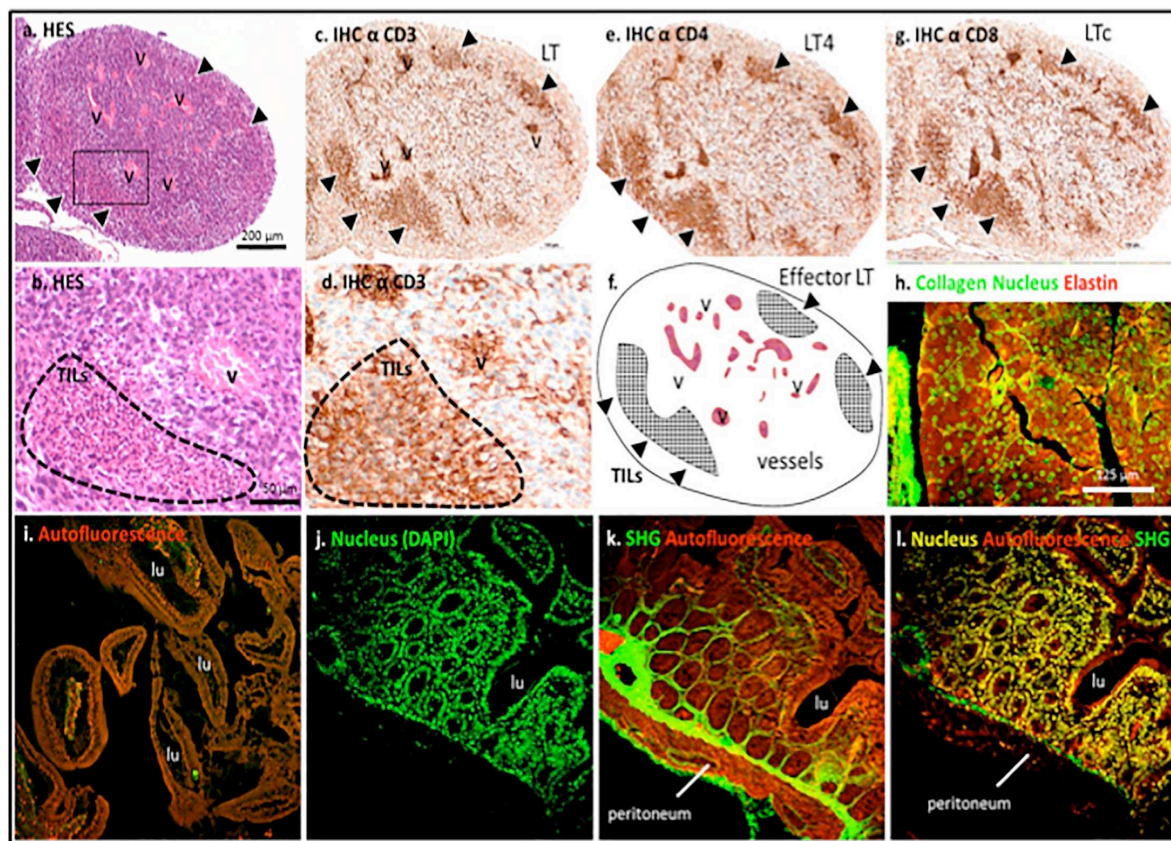 a. HES
V
V
V
V
V
200 µm
c. IHC α CD3
LT
V
V
V
V
e. IHC α CD4
LT4
g. IHC α CD8
LTc
b. HES
TILs
V
50 µm
d. IHC α CD3
TILs
V
f.
Effector LT
V
V
V
V
TILs
vessels
h. Collagen Nucleus Elastin
125 µm
i. Autofluorescence
lu
lu
lu
j. Nucleus (DAPI)
lu
k. SHG Autofluorescence
lu
peritoneum
l. Nucleus Autofluorescence SHG
lu
peritoneum